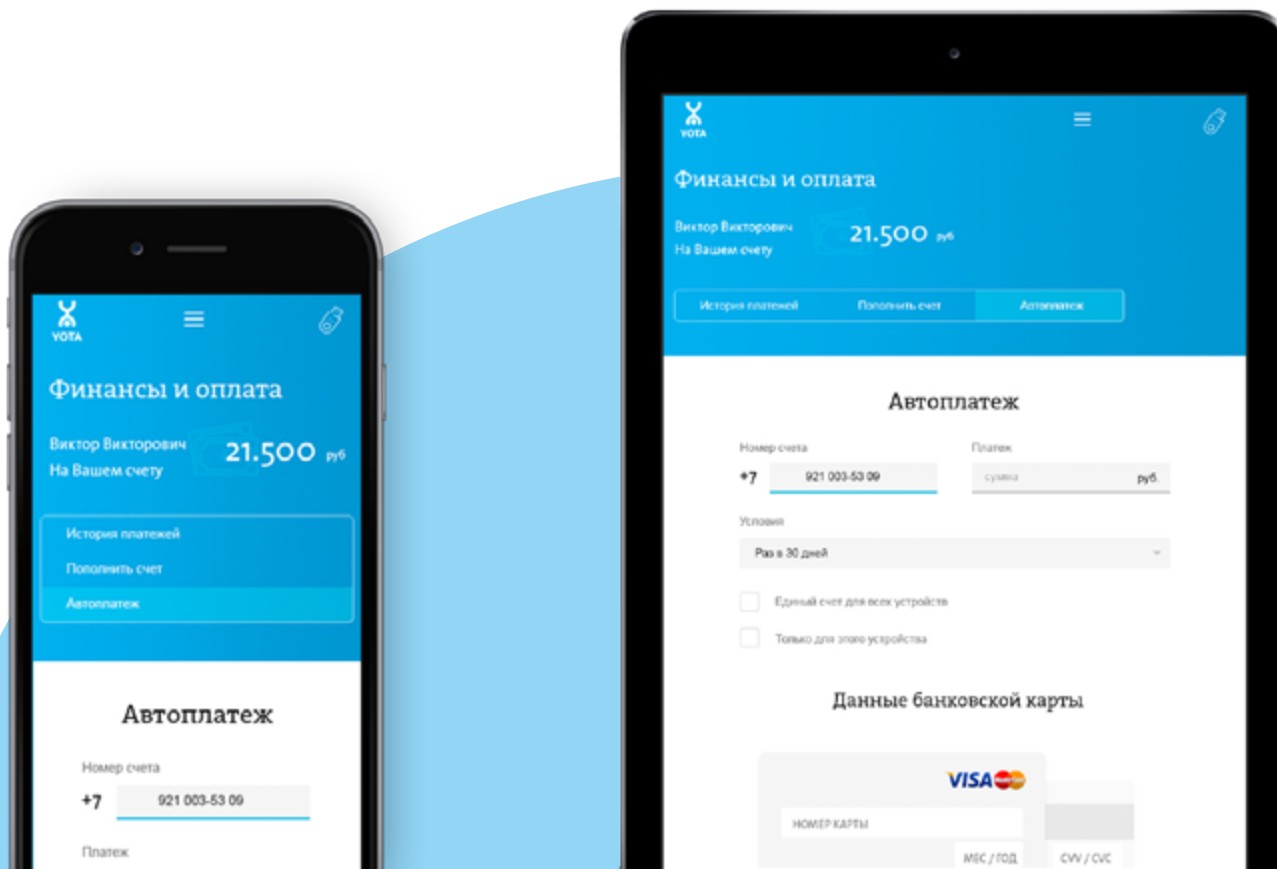 YOTA
Финансы и оплата
Виктор Викторович
На Вашем счету
21.500 руб
История платежей
Пополнить счет
Автоплатеж
Автоплатеж
Номер счета
+7 921 003-53 09
Платеж
YOTA
Финансы и оплата
Виктор Викторович
На Вашем счету
21.500 руб
История платежей Пополнить счет Автоплатеж
Автоплатеж
Номер счета Платеж
+7 921 003-53 09 сумма руб.
Условия
Раз в 30 дней
Единый счет для всех устройств
Только для этого устройства
Данные банковской карты
VISA MasterCard
НОМЕР КАРТЫ
МЕС / ГОД CVV / CVC